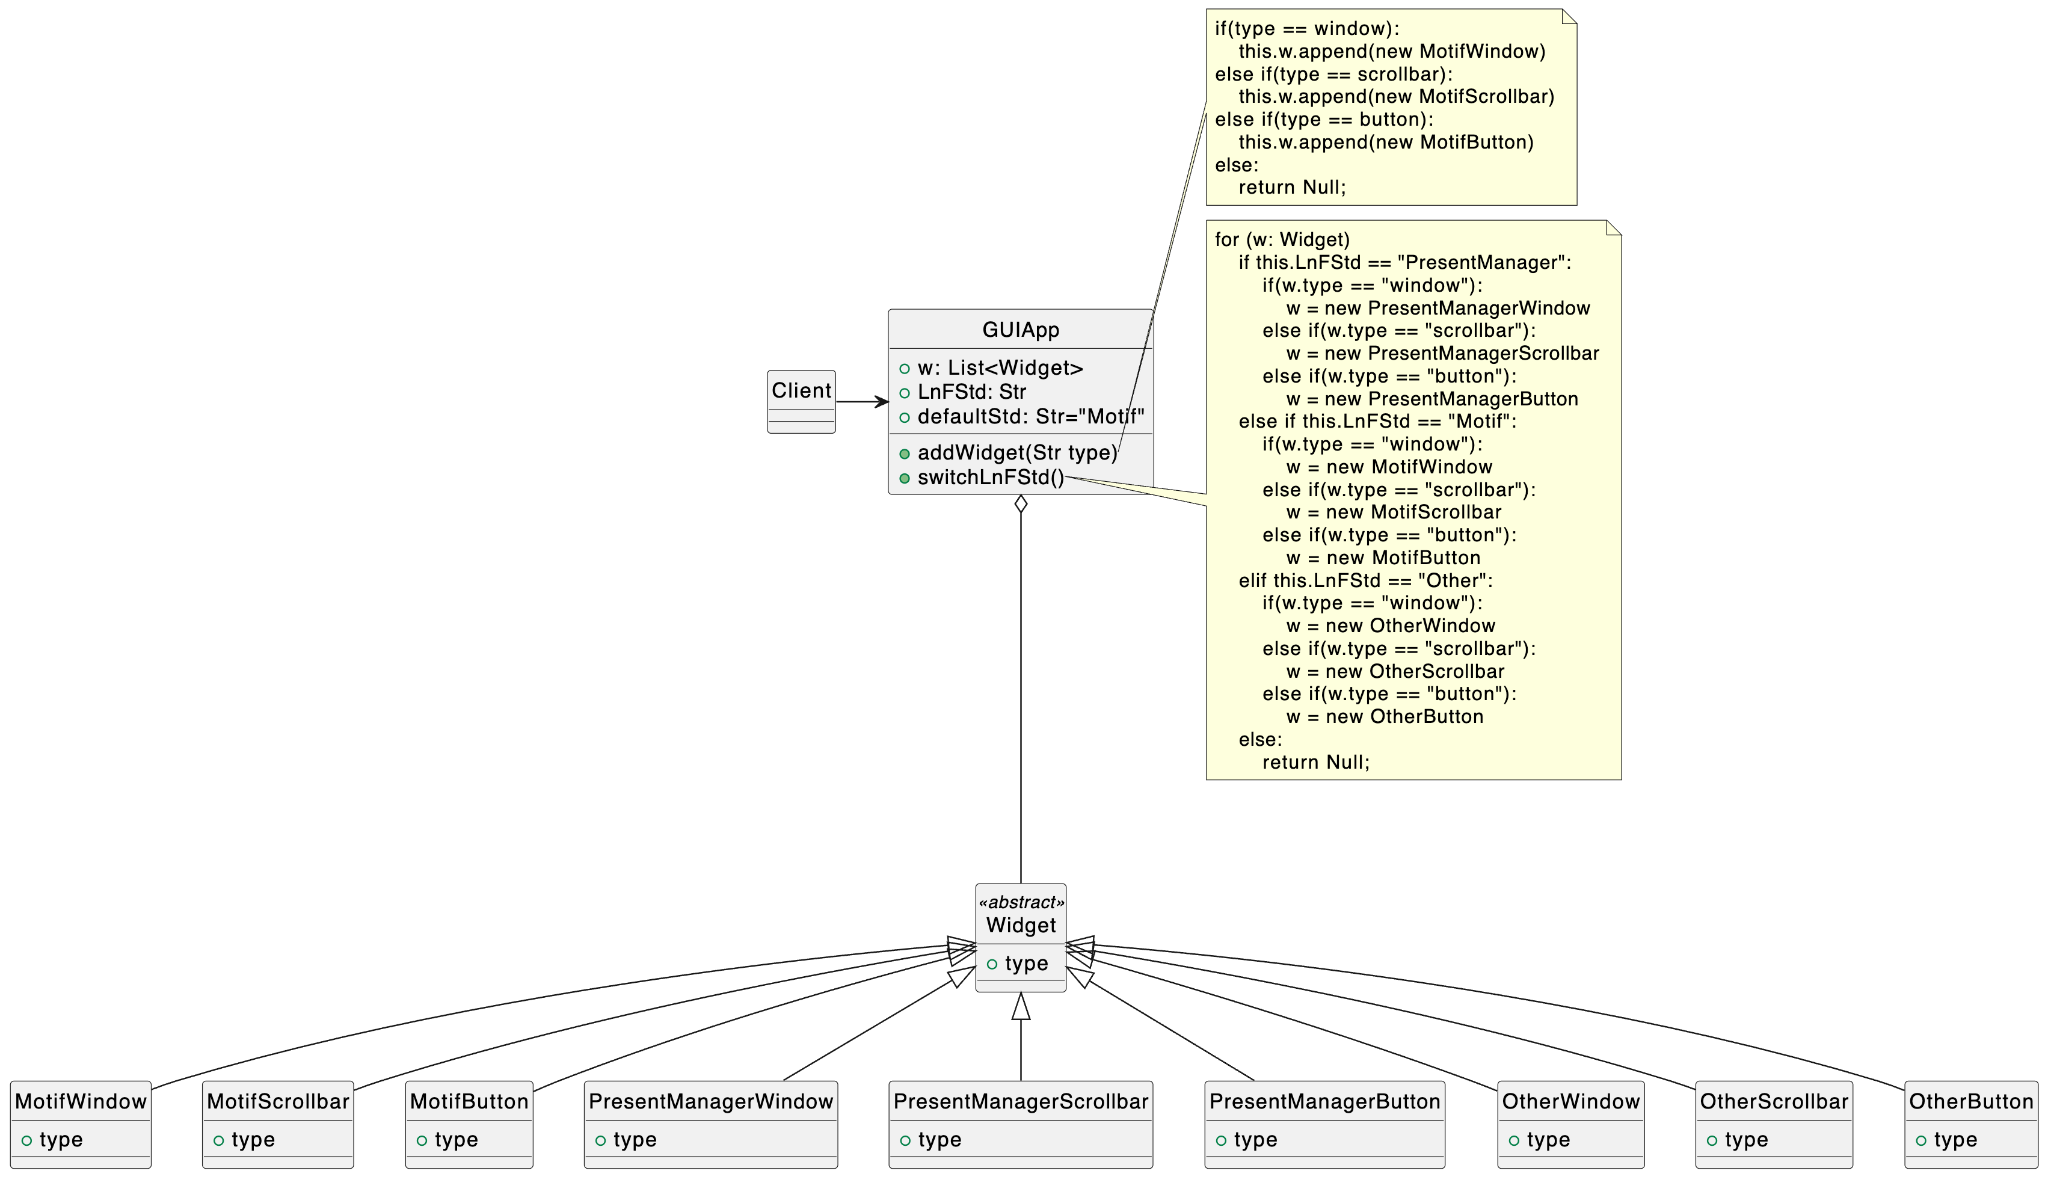 if(type == window):
this.w.append(new MotifWindow)
else if(type == scrollbar):
this.w.append(new MotifScrollbar)
else if(type == button):
this.w.append(new MotifButton)
else:
return Null;
for (w: Widget)
if this.LnFStd == "PresentManager":
if(w.type == "window"):
w = new PresentManagerWindow
else if(w.type == "scrollbar"):
w = new PresentManagerScrollbar
else if(w.type == "button"):
w = new PresentManagerButton
else if this.LnFStd == "Motif":
if(w.type == "window"):
w = new MotifWindow
else if(w.type == "scrollbar"):
w = new MotifScrollbar
else if(w.type == "button"):
w = new MotifButton
elif this.LnFStd == "Other":
if(w.type == "window"):
w = new OtherWindow
else if(w.type == "scrollbar"):
w = new OtherScrollbar
else if(w.type == "button"):
w = new OtherButton
else:
return Null;
Client
GUIApp
w: List<Widget>
LnFStd: Str
defaultStd: Str="Motif"
addWidget(Str type)
switchLnFStd()
«abstract»
Widget
type
MotifWindow
type
MotifScrollbar
type
MotifButton
type
PresentManagerWindow
type
PresentManagerScrollbar
type
PresentManagerButton
type
OtherWindow
type
OtherScrollbar
type
OtherButton
type